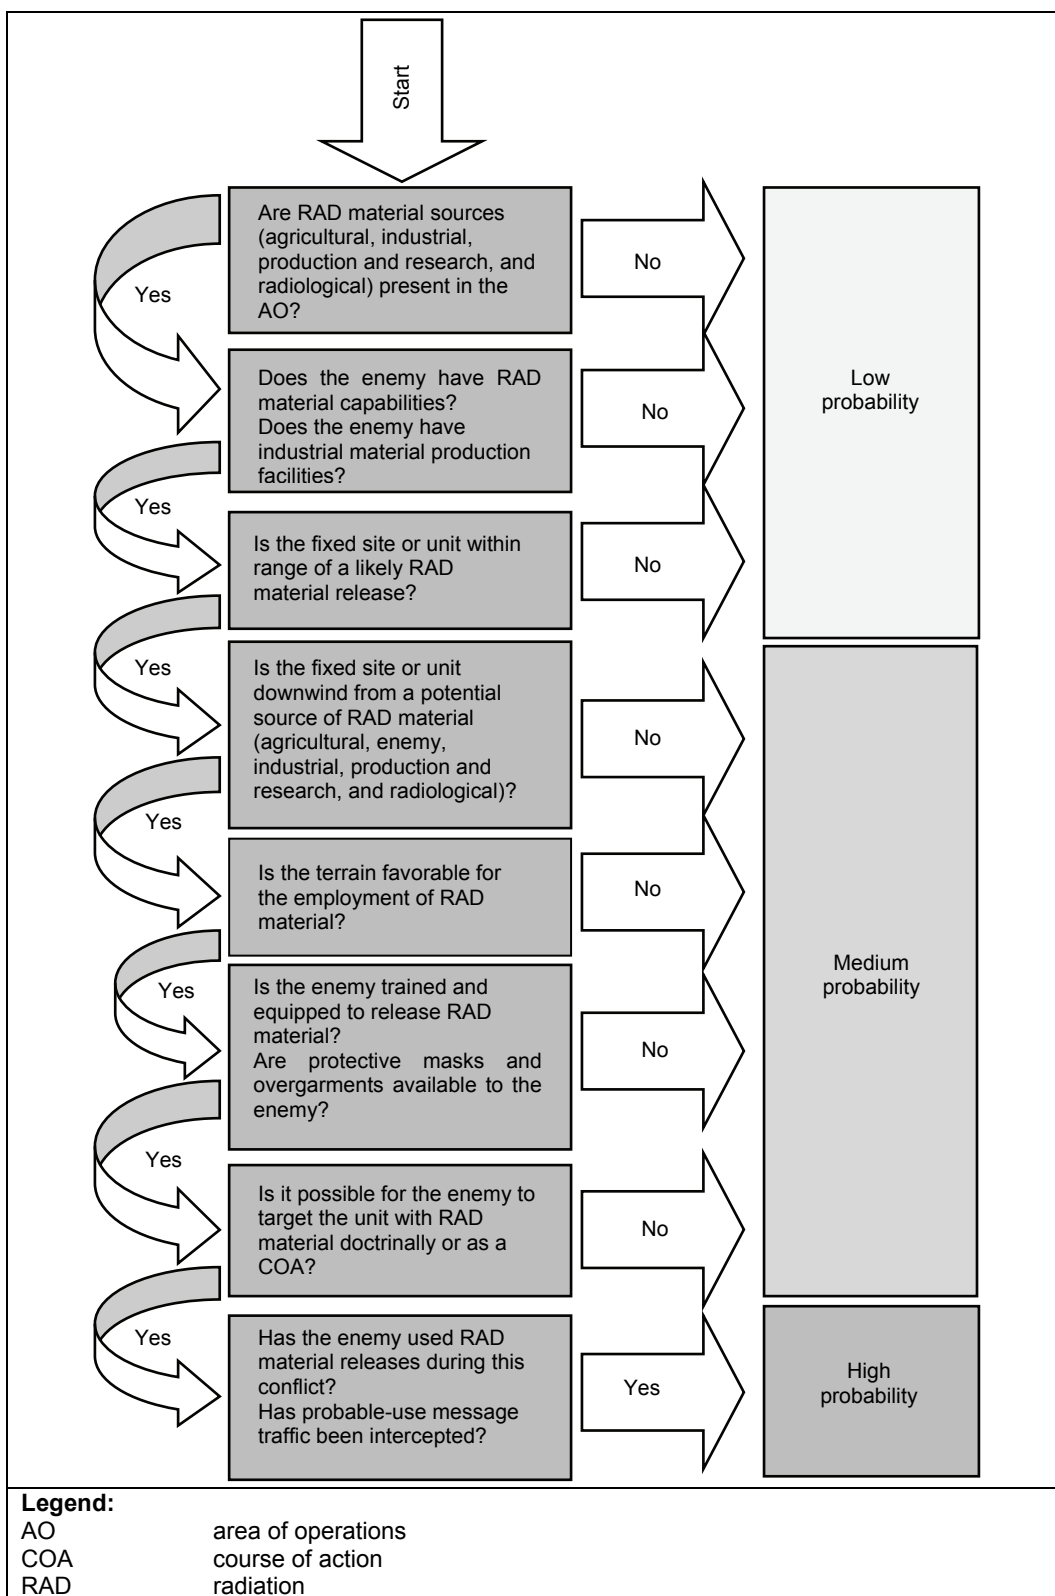 Start
Are RAD material sources
(agricultural, industrial,
production and research, and
radiological) present in the
AO?
No
Yes
Low
probability
Does the enemy have RAD
material capabilities?
Does the enemy have
industrial material production
facilities?
No
Yes
Is the fixed site or unit within
range of a likely RAD
material release?
No
Yes
Is the fixed site or unit
downwind from a potential
source of RAD material
(agricultural, enemy,
industrial, production and
research, and radiological)?
No
Yes
Is the terrain favorable for
the employment of RAD
material?
No
Medium
probability
Yes
Is the enemy trained and
equipped to release RAD
material?
Are protective masks and
overgarments available to the
enemy?
No
Yes
Is it possible for the enemy to
target the unit with RAD
material doctrinally or as a
COA?
No
Yes
Has the enemy used RAD
material releases during this
conflict?
Has probable-use message
traffic been intercepted?
Yes
High
probability
Legend:
AO area of operations
COA course of action
RAD radiation